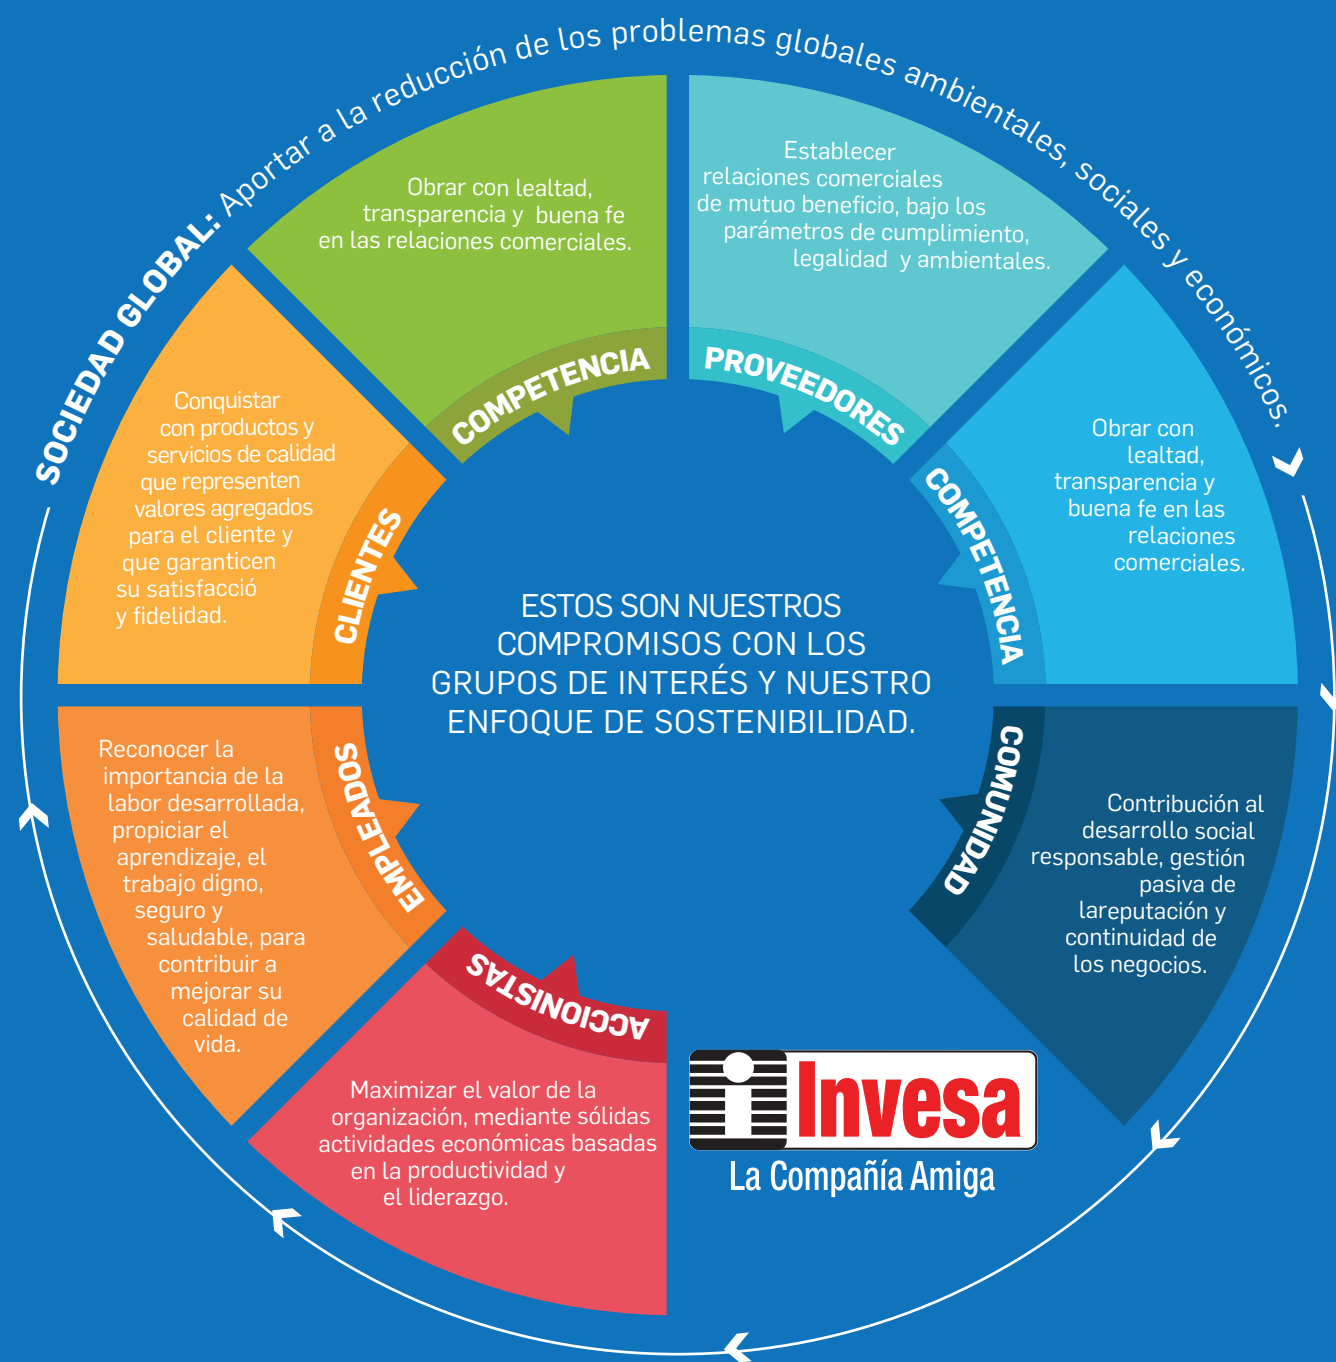 SOCIEDAD GLOBAL: Aportar a la reducción de los problemas globales ambientales, sociales y económicos.
Obrar con lealtad,
transparencia y buena fe
en las relaciones comerciales.
COMPETENCIA
Establecer
relaciones comerciales
de mutuo beneficio, bajo los
parámetros de cumplimiento,
legalidad y ambientales.
PROVEEDORES
Obrar con
lealtad,
transparencia y
buena fe en las
relaciones
comerciales.
COMPETENCIA
Contribución al
desarrollo social
responsable, gestión
pasiva de
lareputación y
continuidad de
los negocios.
COMUNIDAD
Maximizar el valor de la
organización, mediante sólidas
actividades económicas basadas
en la productividad y
el liderazgo.
ACCIONISTAS
Reconocer la
importancia de la
labor desarrollada,
propiciar el
aprendizaje, el
trabajo digno,
seguro y
saludable, para
contribuir a
mejorar su
calidad de
vida.
EMPLEADOS
Conquistar
con productos y
servicios de calidad
que representen
valores agregados
para el cliente y
que garanticen
su satisfacció
y fidelidad.
CLIENTES
ESTOS SON NUESTROS
COMPROMISOS CON LOS
GRUPOS DE INTERÉS Y NUESTRO
ENFOQUE DE SOSTENIBILIDAD.
i Invesa
La Compañía Amiga